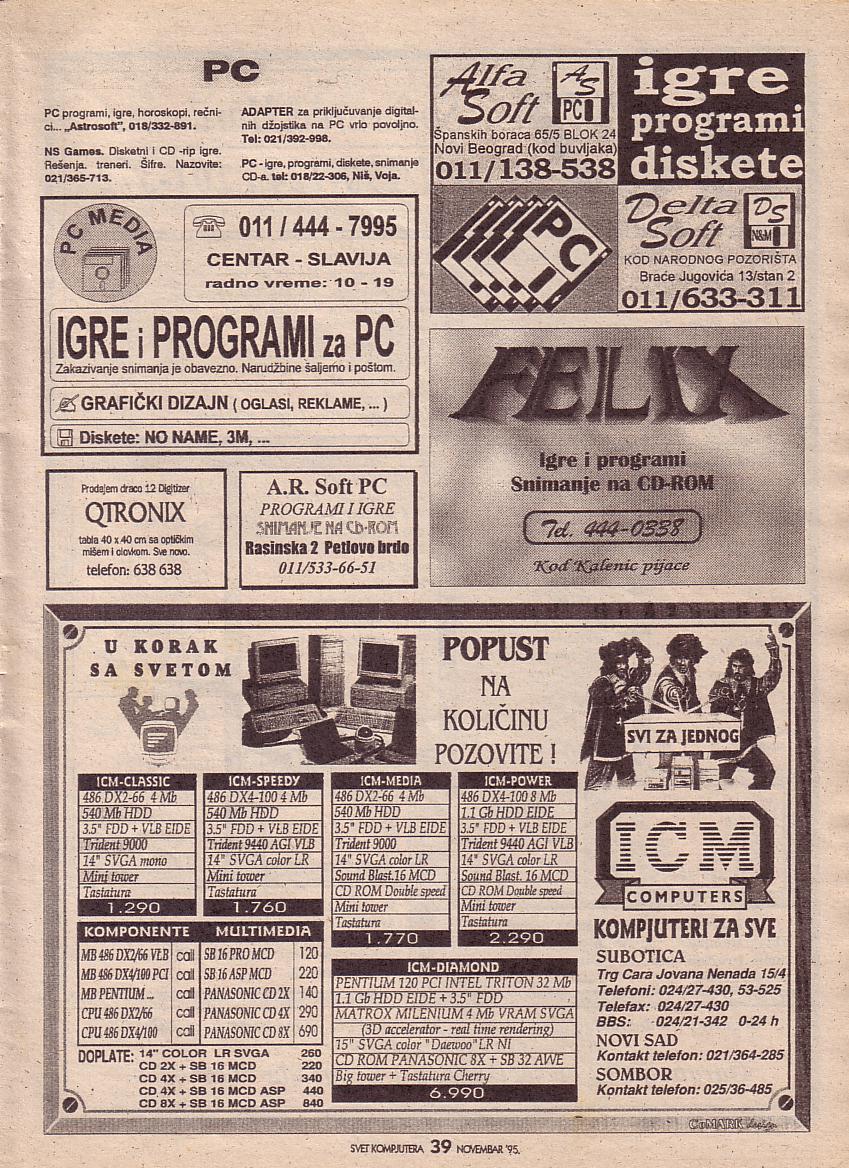 PC
PC programi, igre, horoskopi, rečni-
ci... „Astrosoft", 018/332-891.
NS Games. Disketni i CD -rip igre.
Rešenja. treneri. Šifre. Nazovite:
021/365-713.
ADAPTER za priključuvanje digital-
nih džojstika na PC vrlo povoljno.
Tel: 021/392-998.
PC - igre, programi, diskete, snimanje
CD-a. tel: 018/22-306, Niš, Voja.
Alfa
Soft
AS
PC
Španskih boraca 65/5 BLOK 24
Novi Beograd (kod buvljaka)
011/138-538
igre
programi
diskete
PC
Delta
Soft
DS
N&M
KOD NARODNOG POZORIŠTA
Braće Jugovića 13/stan 2
011/633-311
PC MEDIA
011 / 444 - 7995
CENTAR - SLAVIJA
radno vreme: 10 - 19
IGRE i PROGRAMI za PC
Zakazivanje snimanja je obavezno. Narudžbine šaljemo i poštom.
GRAFIČKI DIZAJN ( OGLASI, REKLAME, ... )
Diskete: NO NAME, 3M, ...
FELIX
Igre i programi
Snimanje na CD-ROM
Tel. 444-0338
Kod Kalenic pijace
Prodajem draco 12 Digitizer
QTRONIX
tabla 40 x 40 cm sa optičkim
mišem i olovkom. Sve novo.
telefon: 638 638
A.R. Soft PC
PROGRAMI I IGRE
SNIMANJE NA CD-ROM
Rasinska 2 Petlovo brdo
011/533-66-51
U KORAK
SA SVETOM
POPUST
NA
KOLIČINU
POZOVITE !
SVI ZA JEDNOG
ICM-CLASSIC
486 DX2-66 4 Mb
540 Mb HDD
3.5" FDD + VLB EIDE
Trident 9000
14" SVGA mono
Mini tower
Tastatura
1.290
ICM-SPEEDY
486 DX4-100 4 Mb
540 Mb HDD
3.5" FDD + VLB EIDE
Trident 9440 AGI VLB
14" SVGA color LR
Mini tower
Tastatura
1.760
ICM-MEDIA
486 DX2-66 4 Mb
540 Mb HDD
3.5" FDD + VLB EIDE
Trident 9000
14" SVGA color LR
Sound Blast.16 MCD
CD ROM Double speed
Mini tower
Tastatura
1.770
ICM-POWER
486 DX4-100 8 Mb
1.1 Gb HDD EIDE
3.5" FDD + VLB EIDE
Trident 9440 AGI VLB
14" SVGA color LR
Sound Blast. 16 MCD
CD ROM Double speed
Mini tower
Tastatura
2.290
KOMPONENTE
MB 486 DX2/66 VLB call
MB 486 DX4/100 PCI call
MB PENTIUM ... call
CPU 486 DX2/66 call
CPU 486 DX4/100 call
MULTIMEDIA
SB 16 PRO MCD 120
SB 16 ASP MCD 220
PANASONIC CD 2X 140
PANASONIC CD 4X 290
PANASONIC CD 8X 690
DOPLATE: 14" COLOR LR SVGA 260
CD 2X + SB 16 MCD 220
CD 4X + SB 16 MCD 340
CD 4X + SB 16 MCD ASP 440
CD 8X + SB 16 MCD ASP 840
ICM-DIAMOND
PENTIUM 120 PCI INTEL TRITON 32 Mb
1.1 Gb HDD EIDE + 3.5" FDD
MATROX MILENIUM 4 Mb VRAM SVGA
(3D accelerator - real time rendering)
15" SVGA color "Daewoo" LR NI
CD ROM PANASONIC 8X + SB 32 AWE
Big tower + Tastatura Cherry
6.990
ICM
COMPUTERS
KOMPJUTERI ZA SVE
SUBOTICA
Trg Cara Jovana Nenada 15/4
Telefoni: 024/27-430, 53-525
Telefax: 024/27-430
BBS: 024/21-342 0-24 h
NOVI SAD
Kontakt telefon: 021/364-285
SOMBOR
Kontakt telefon: 025/36-485
CoMARK design
SVET KOMPJUTERA 39 NOVEMBAR '95.